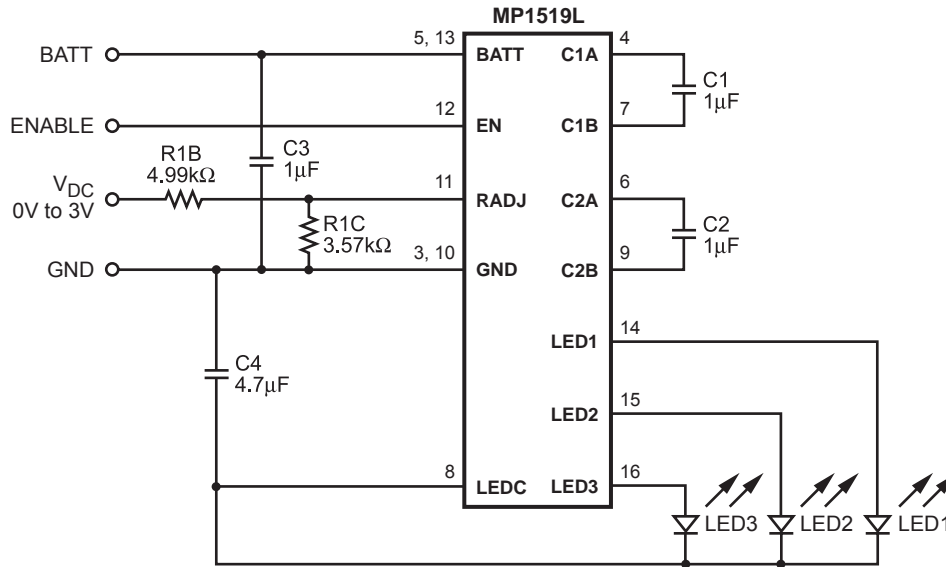 MP1519L
BATT
5, 13
BATT
C1A
4
C1
1µF
ENABLE
12
EN
C1B
7
C3
1µF
R1B
4.99kΩ
VDC
0V to 3V
11
RADJ
C2A
6
R1C
3.57kΩ
C2
1µF
GND
3, 10
GND
C2B
9
LED1
14
C4
4.7µF
LED2
15
8
LEDC
LED3
16
LED3
LED2
LED1